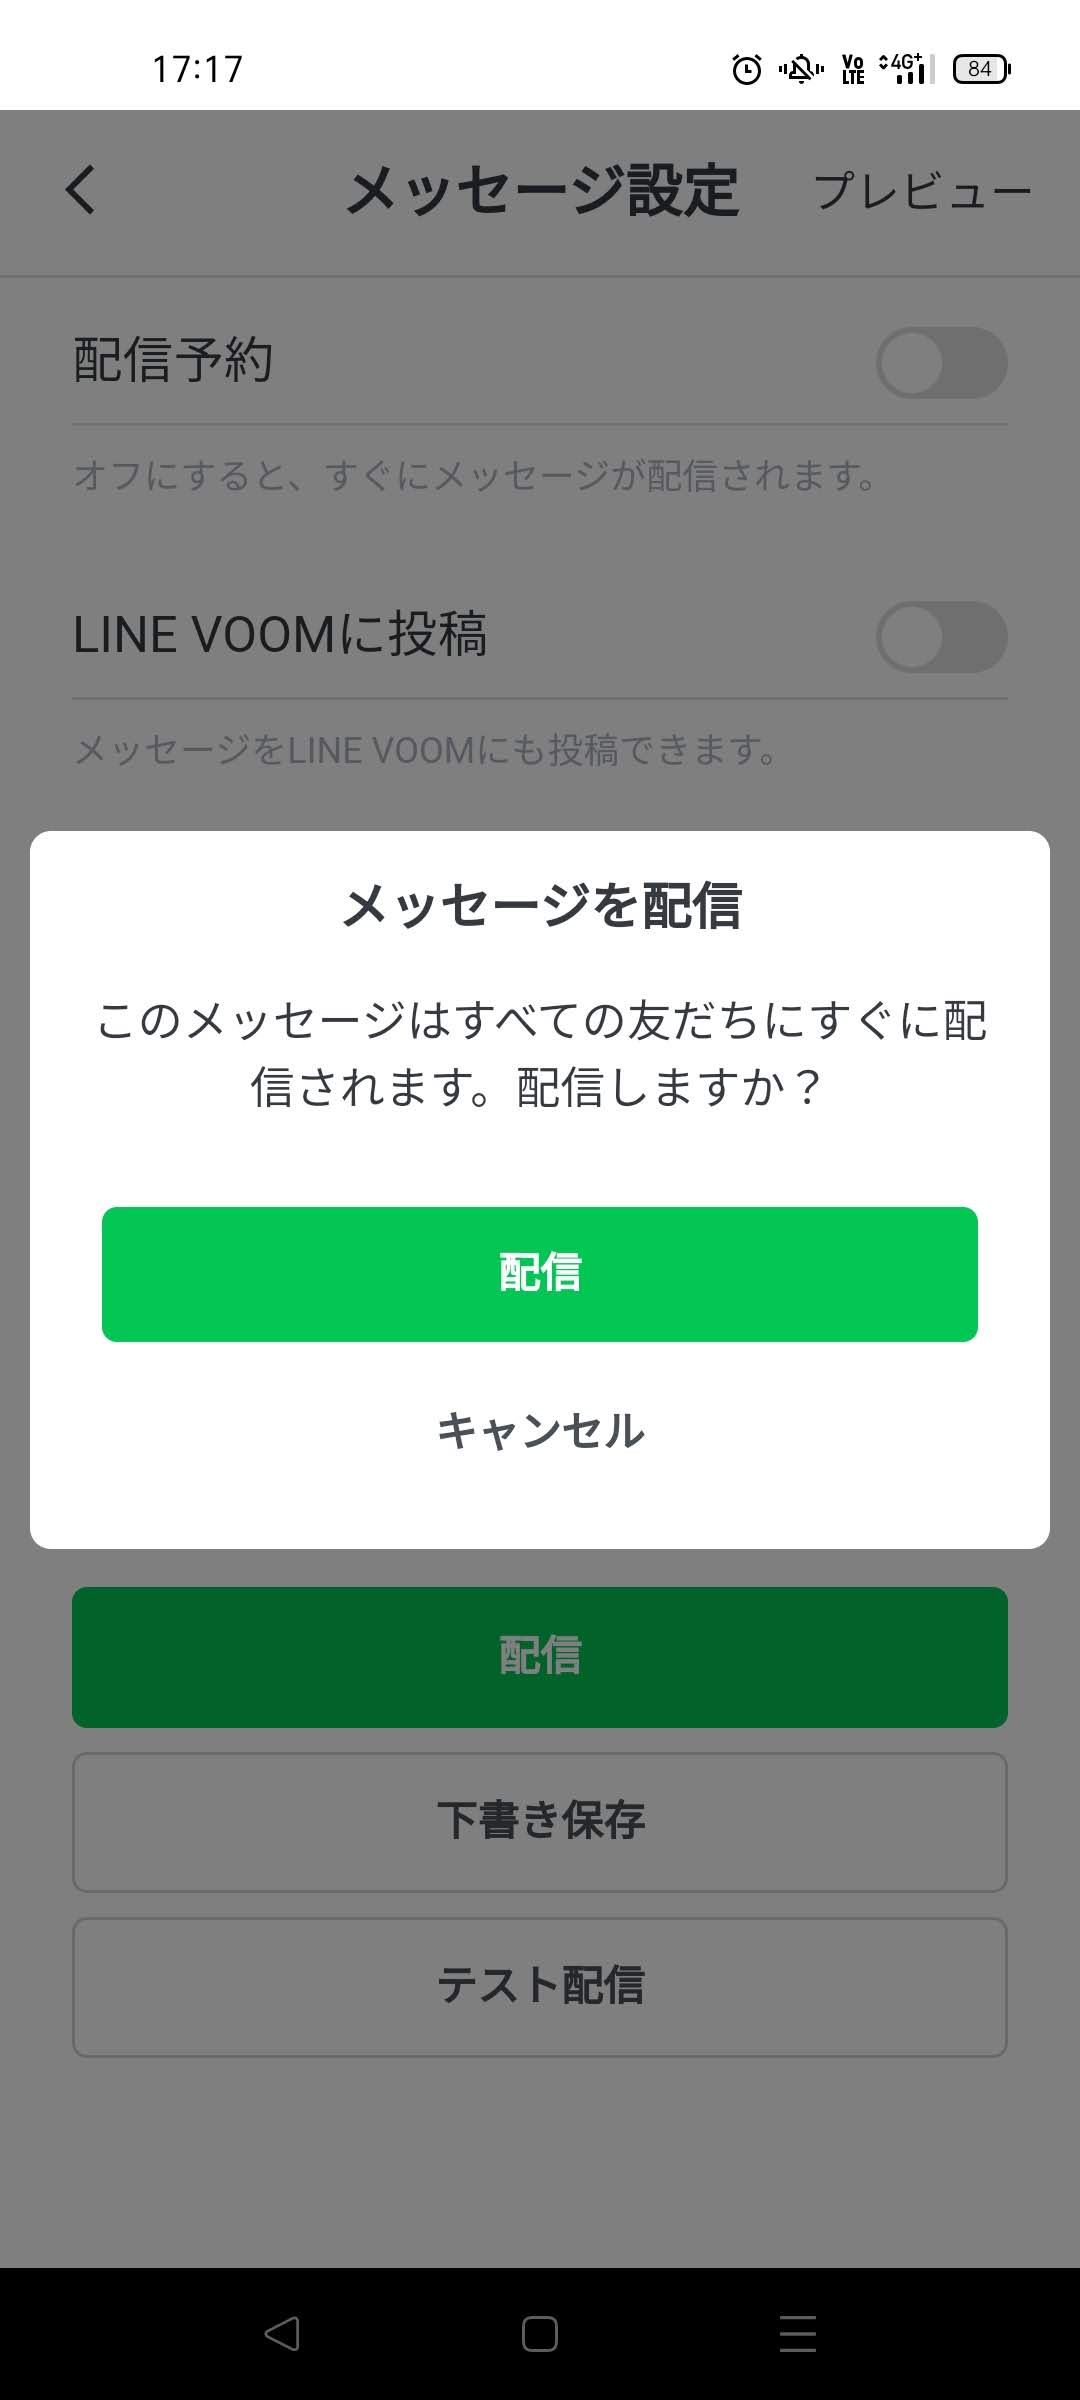 17:17
Vo
LTE
4G+
84
メッセージ設定
プレビュー
配信予約
オフにすると、すぐにメッセージが配信されます。
LINE VOOMに投稿
メッセージをLINE VOOMにも投稿できます。
メッセージを配信
このメッセージはすべての友だちにすぐに配
信されます。配信しますか？
配信
キャンセル
配信
下書き保存
テスト配信